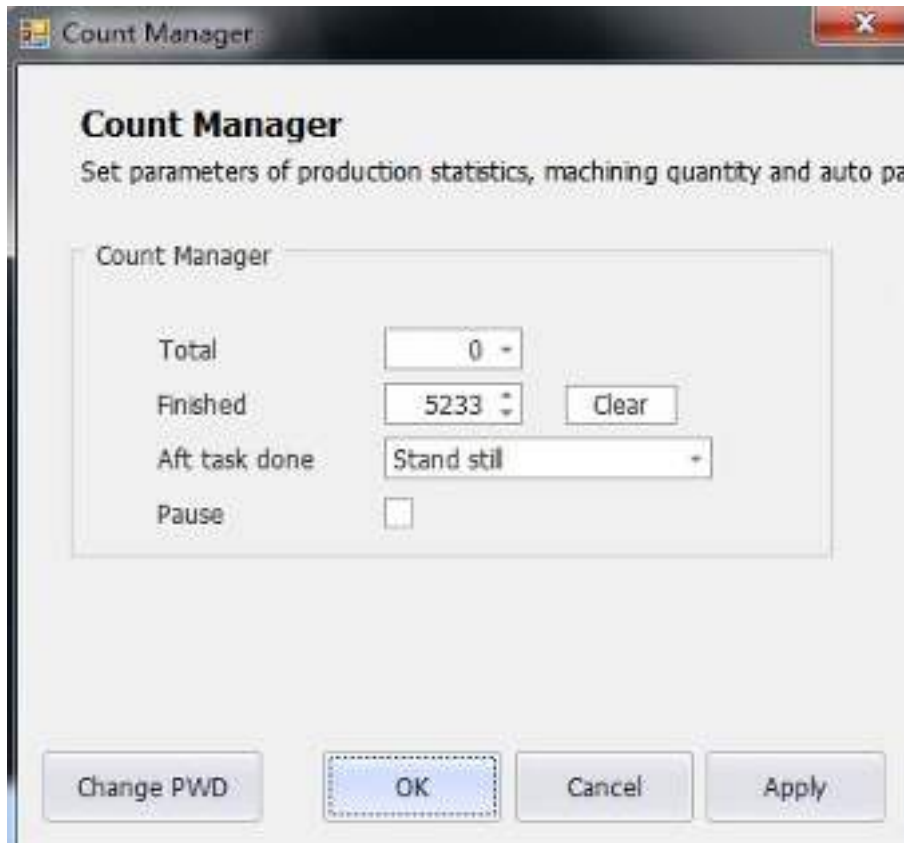 Count Manager
Count Manager
Set parameters of production statistics, machining quantity and auto pa
Count Manager
Total 0
Finished 5233 Clear
Aft task done Stand still
Pause
Change PWD OK Cancel Apply